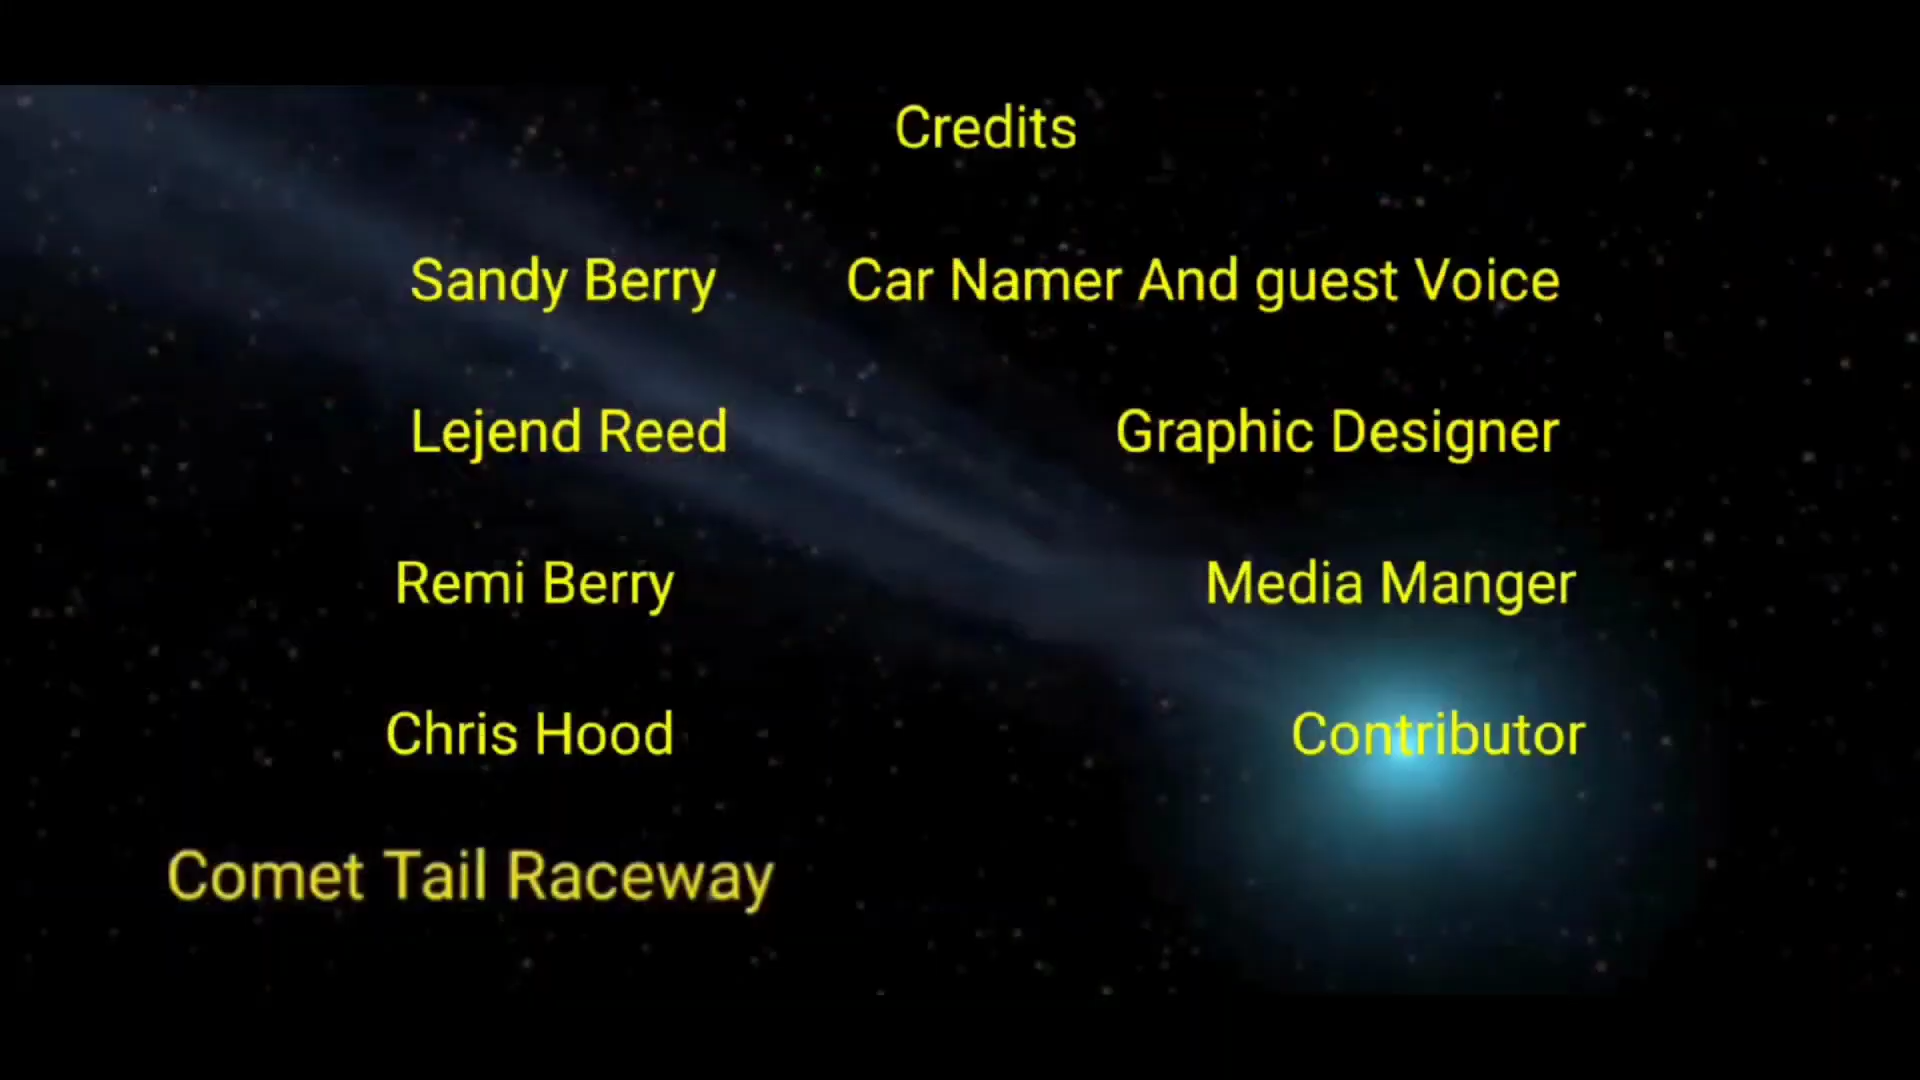 Credits
Sandy Berry Car Namer And guest Voice
Lejend Reed Graphic Designer
Remi Berry Media Manger
Chris Hood Contributor
Comet Tail Raceway